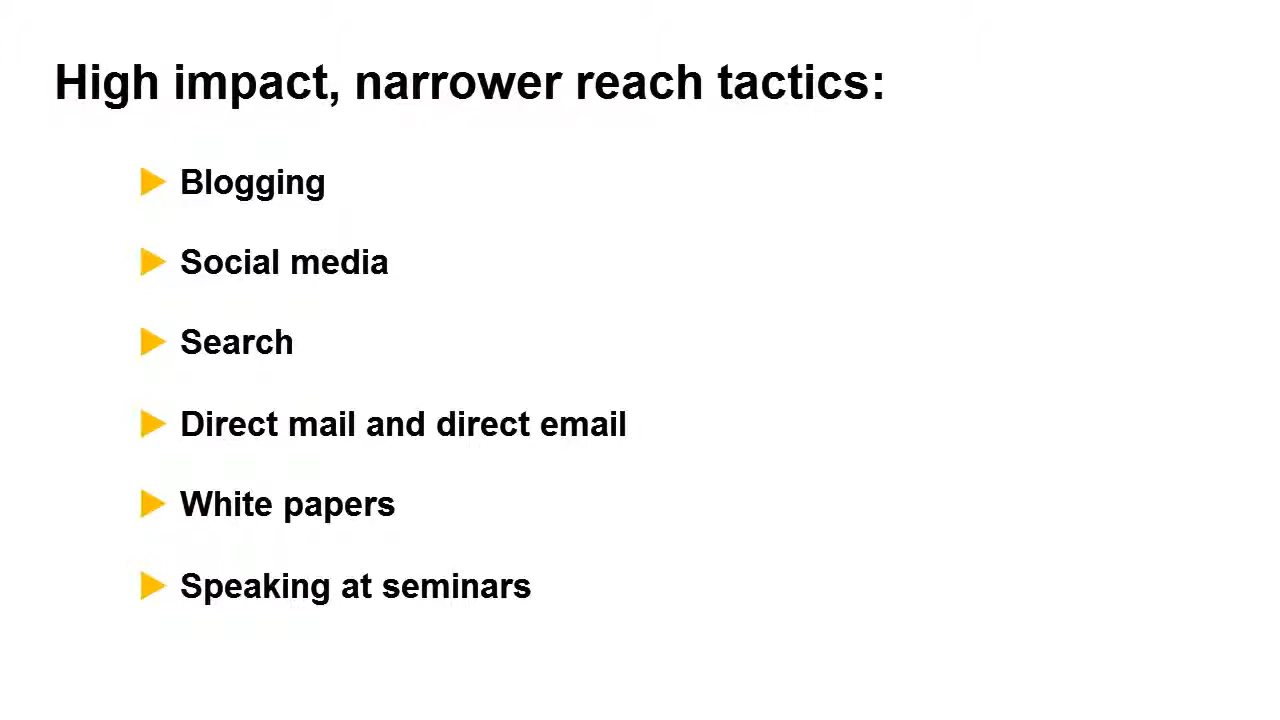 High impact, narrower reach tactics:
Blogging
Social media
Search
Direct mail and direct email
White papers
Speaking at seminars